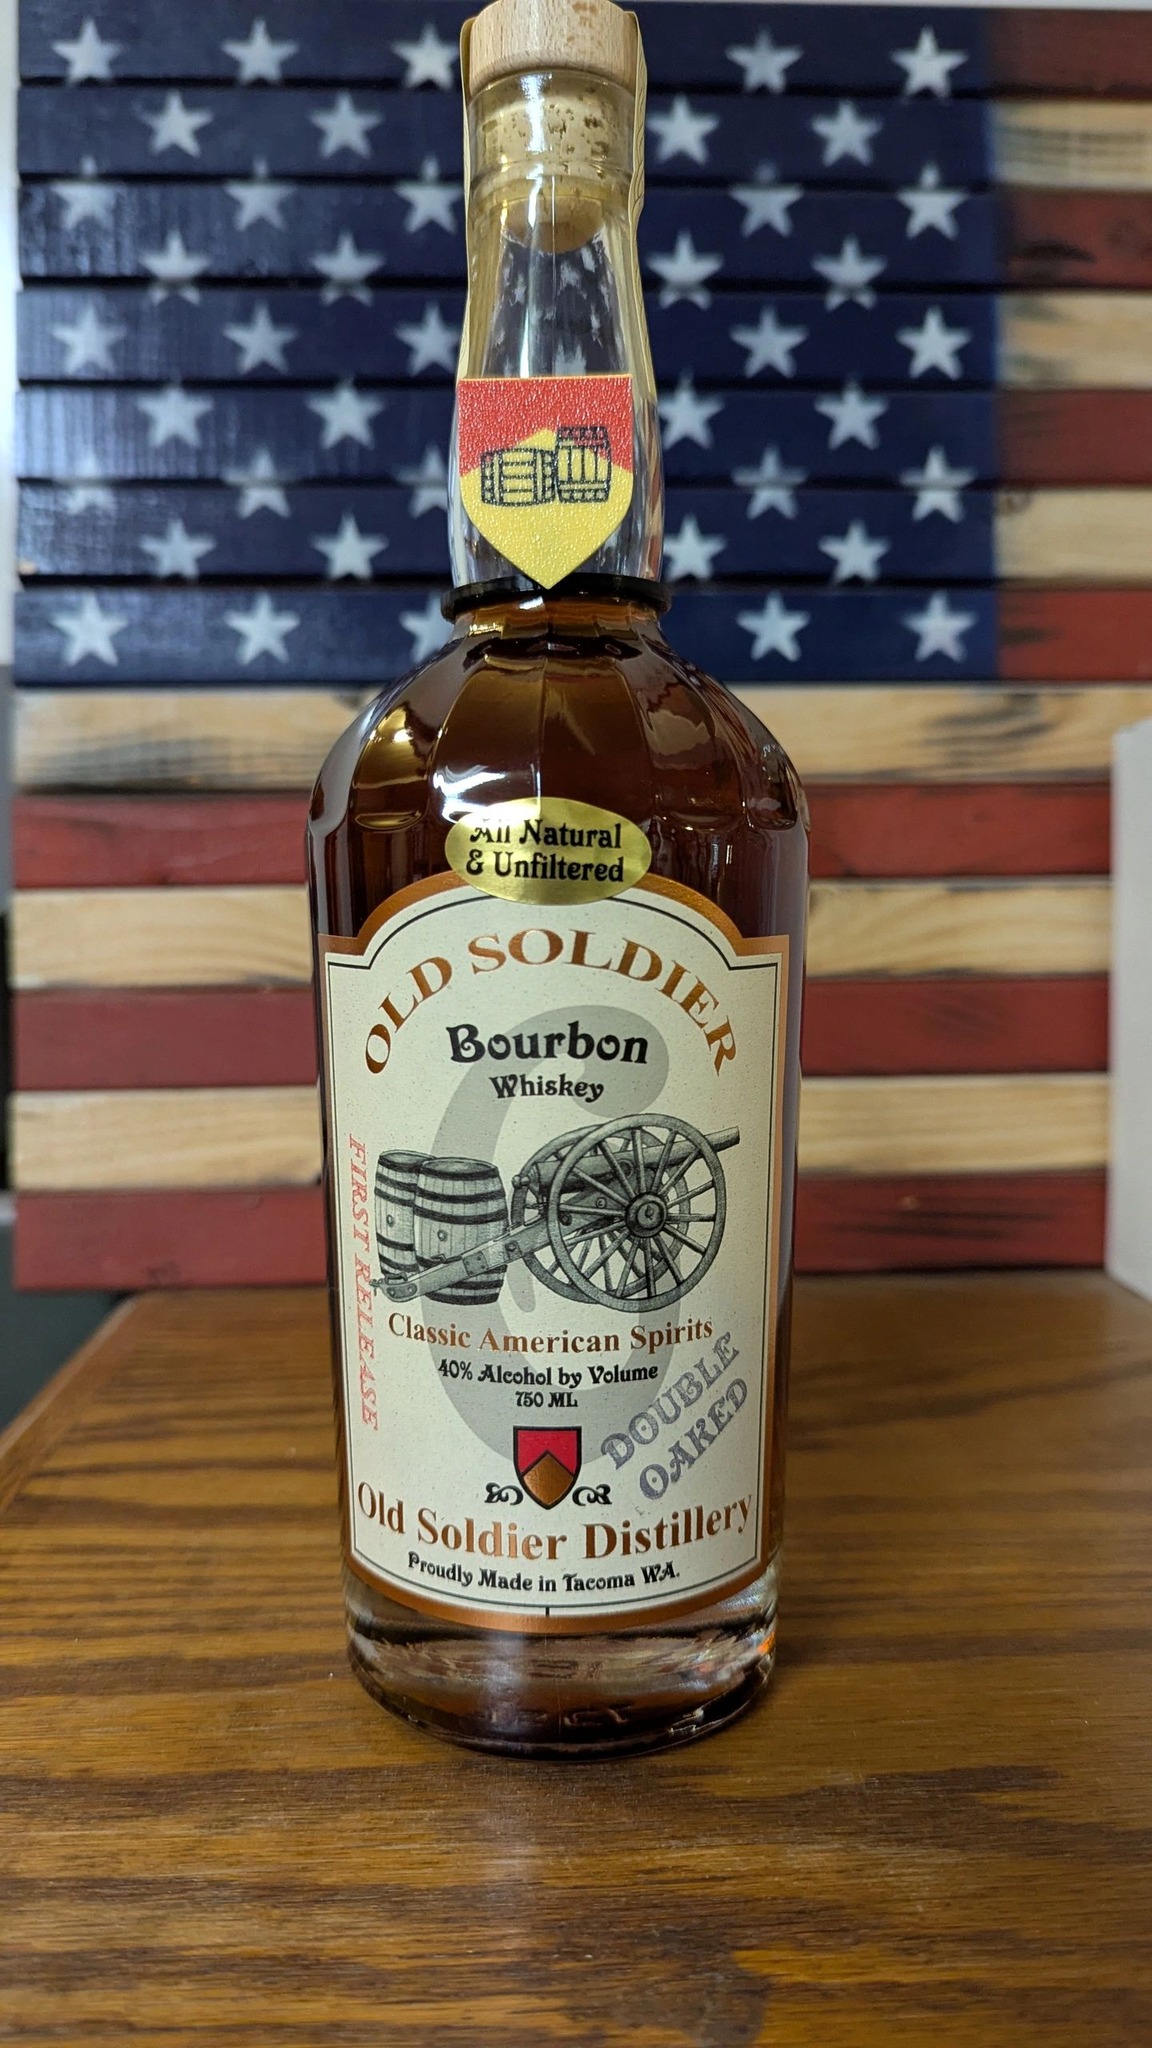 All Natural
& Unfiltered
OLD SOLDIER
Bourbon
Whiskey
FIRST RELEASE
Classic American Spirits
40% Alcohol by Volume
750 ML
DOUBLE
OAKED
Old Soldier Distillery
Proudly Made in Tacoma WA.